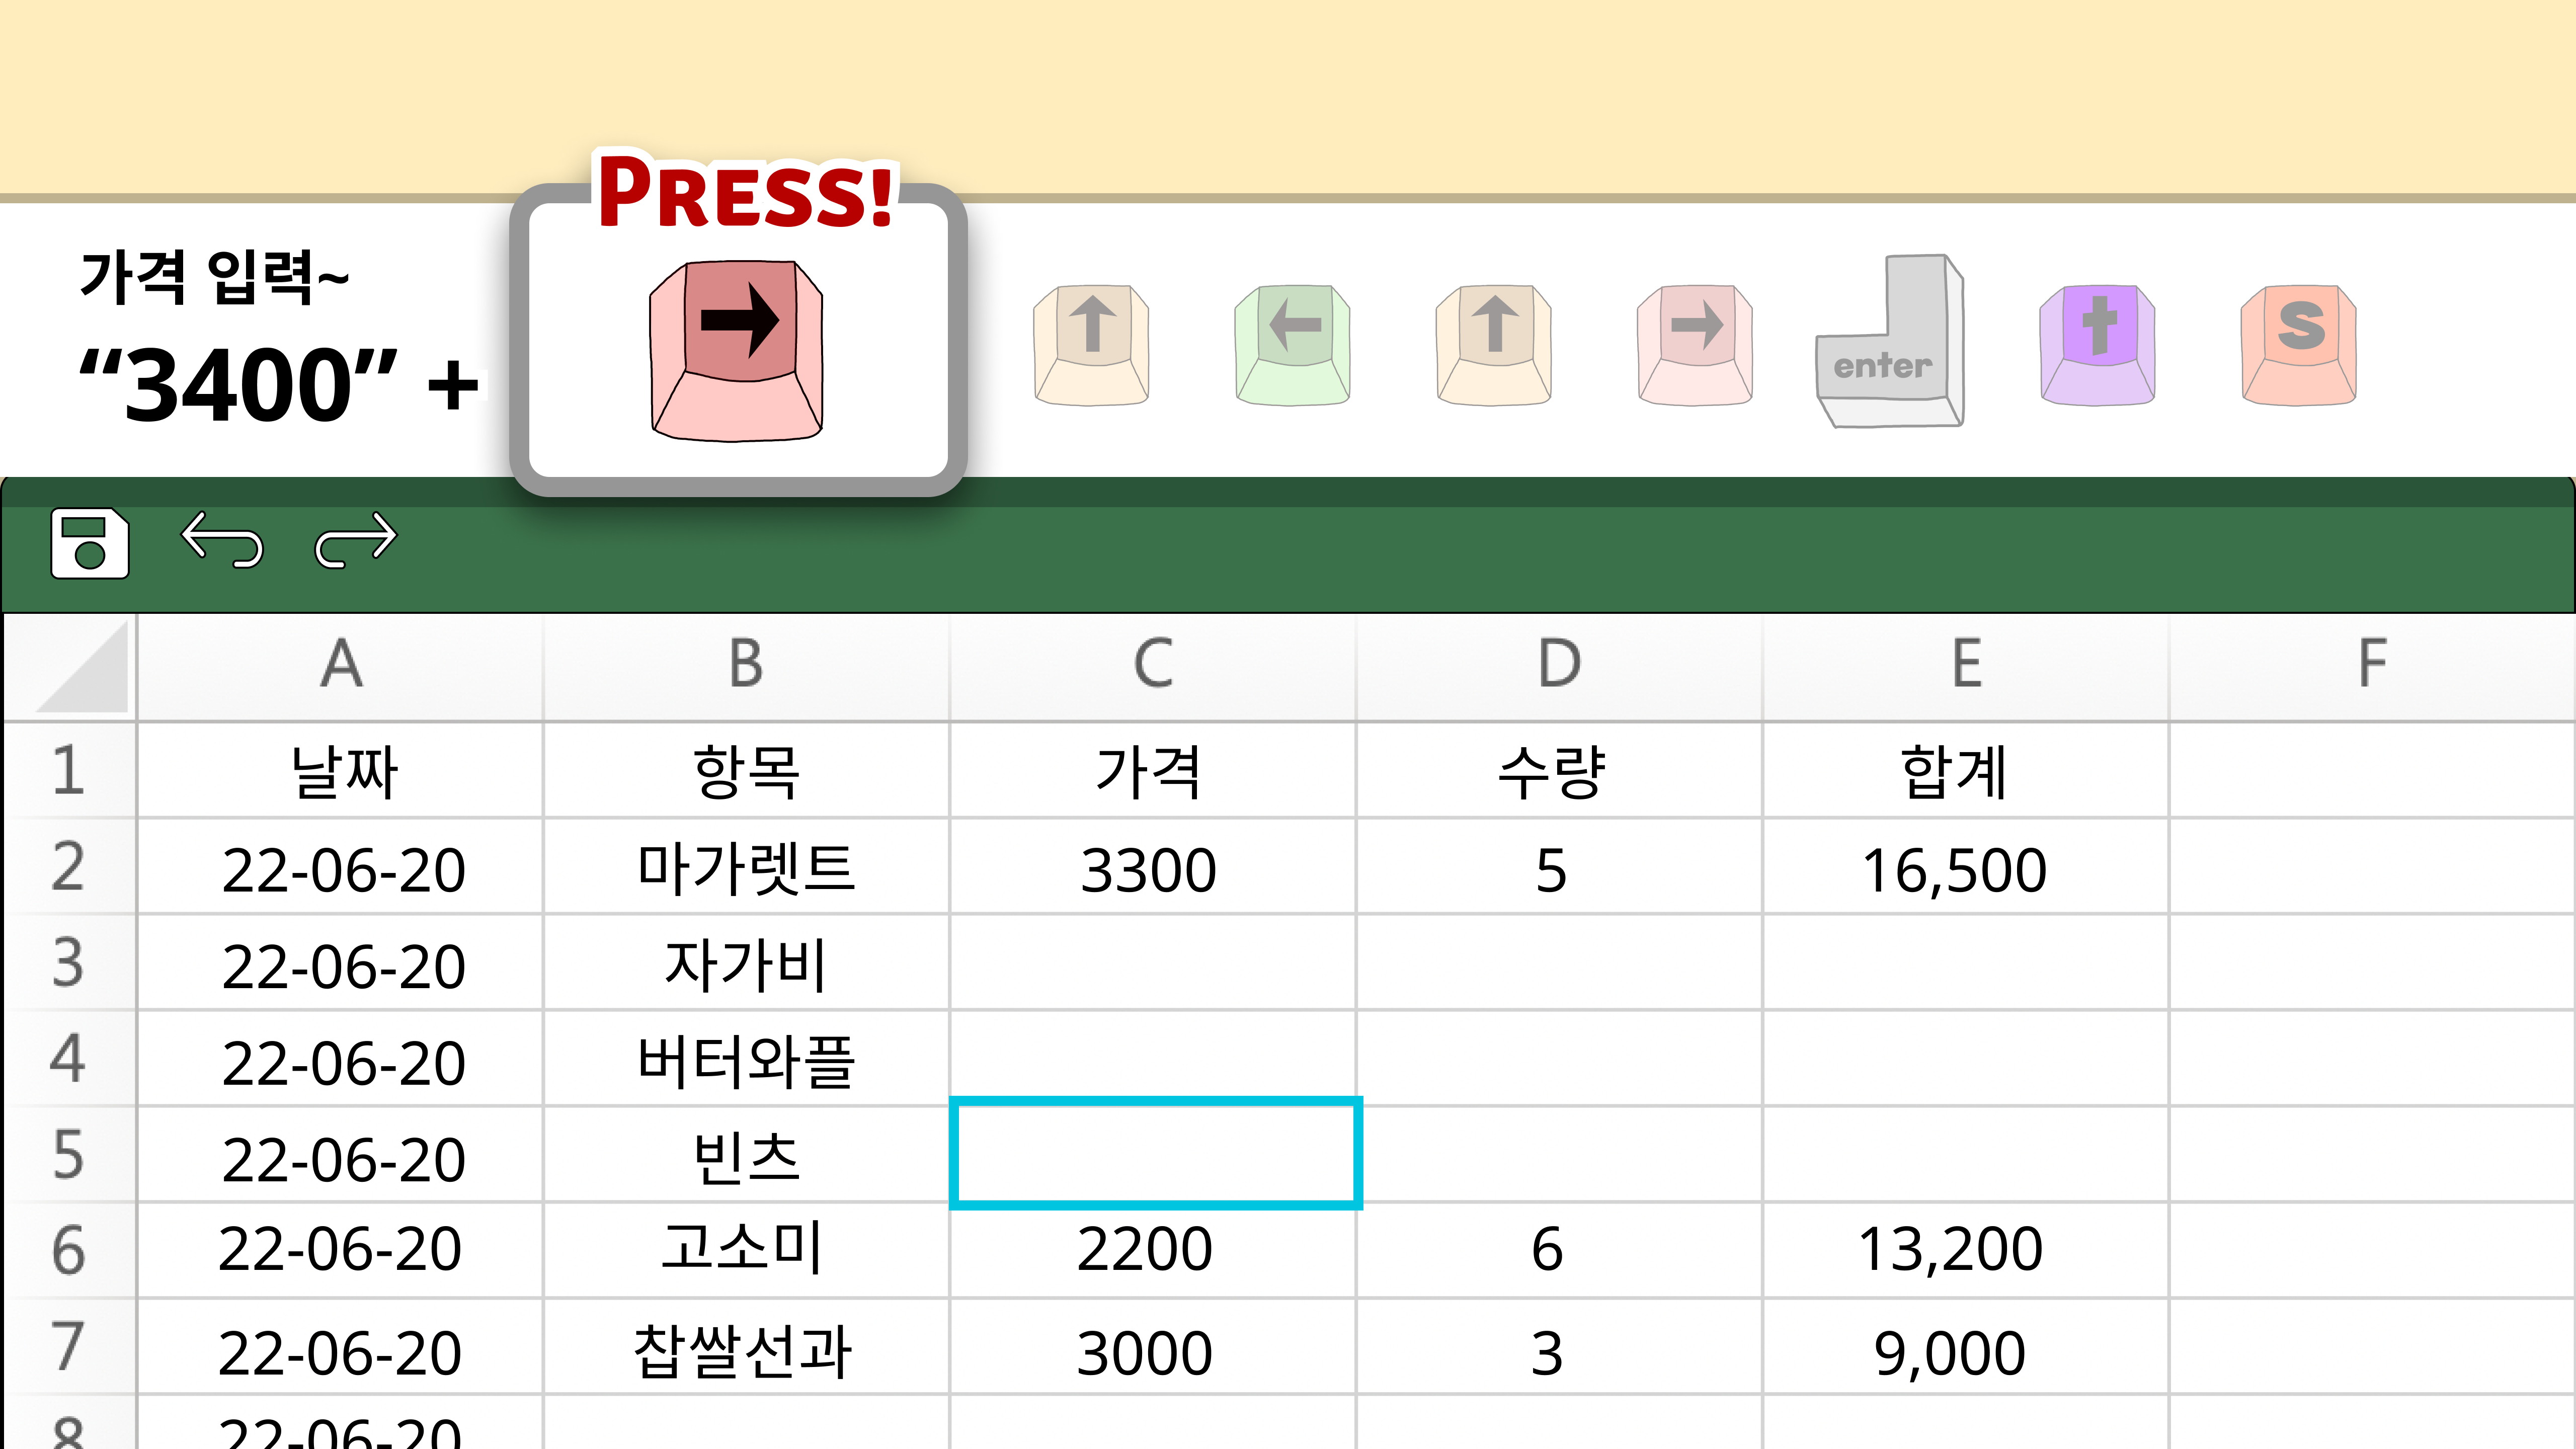 PRESS!
가격 입력~
“3400” +
→ ↑ ← ↑ → enter t s
A B C D E F
1 날짜 항목 가격 수량 합계
2 22-06-20 마가렛트 3300 5 16,500
3 22-06-20 자가비
4 22-06-20 버터와플
5 22-06-20 빈츠
6 22-06-20 고소미 2200 6 13,200
7 22-06-20 찹쌀선과 3000 3 9,000
8 22-06-20